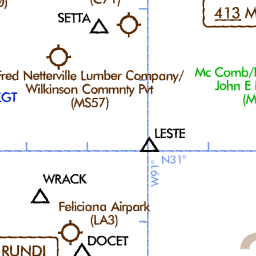 SETTA
413 M
Fred Netterville Lumber Company/
Wilkinson Commnty Pvt
(MS57)
Mc Comb/
John E
LESTE
N31°
W91°
WRACK
Feliciana Airpark
(LA3)
RUNDI
DOCET